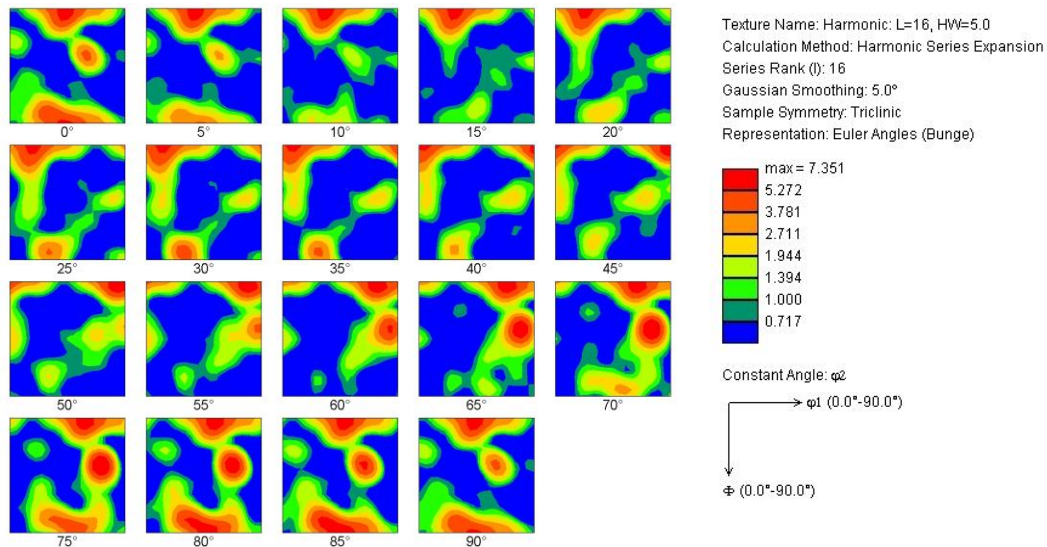 0° 5° 10° 15° 20°
25° 30° 35° 40° 45°
50° 55° 60° 65° 70°
75° 80° 85° 90°
Texture Name: Harmonic: L=16, HW=5.0
Calculation Method: Harmonic Series Expansion
Series Rank (l): 16
Gaussian Smoothing: 5.0°
Sample Symmetry: Triclinic
Representation: Euler Angles (Bunge)
max = 7.351
5.272
3.781
2.711
1.944
1.394
1.000
0.717
Constant Angle: φ2
φ1 (0.0°-90.0°)
Φ (0.0°-90.0°)